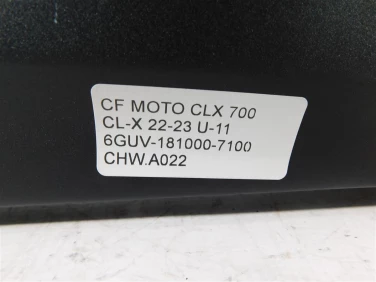 CF MOTO CLX 700
CL-X 22-23 U-11
6GUV-181000-7100
CHW.A022